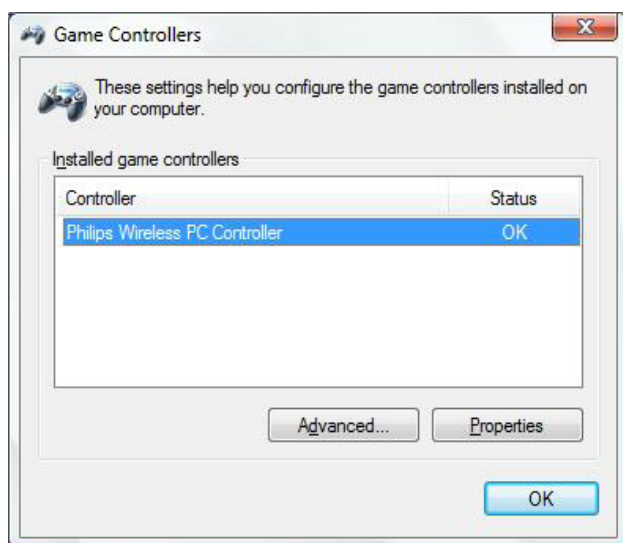 Game Controllers
These settings help you configure the game controllers installed on
your computer.
Installed game controllers
Controller Status
Philips Wireless PC Controller OK
Advanced... Properties
OK